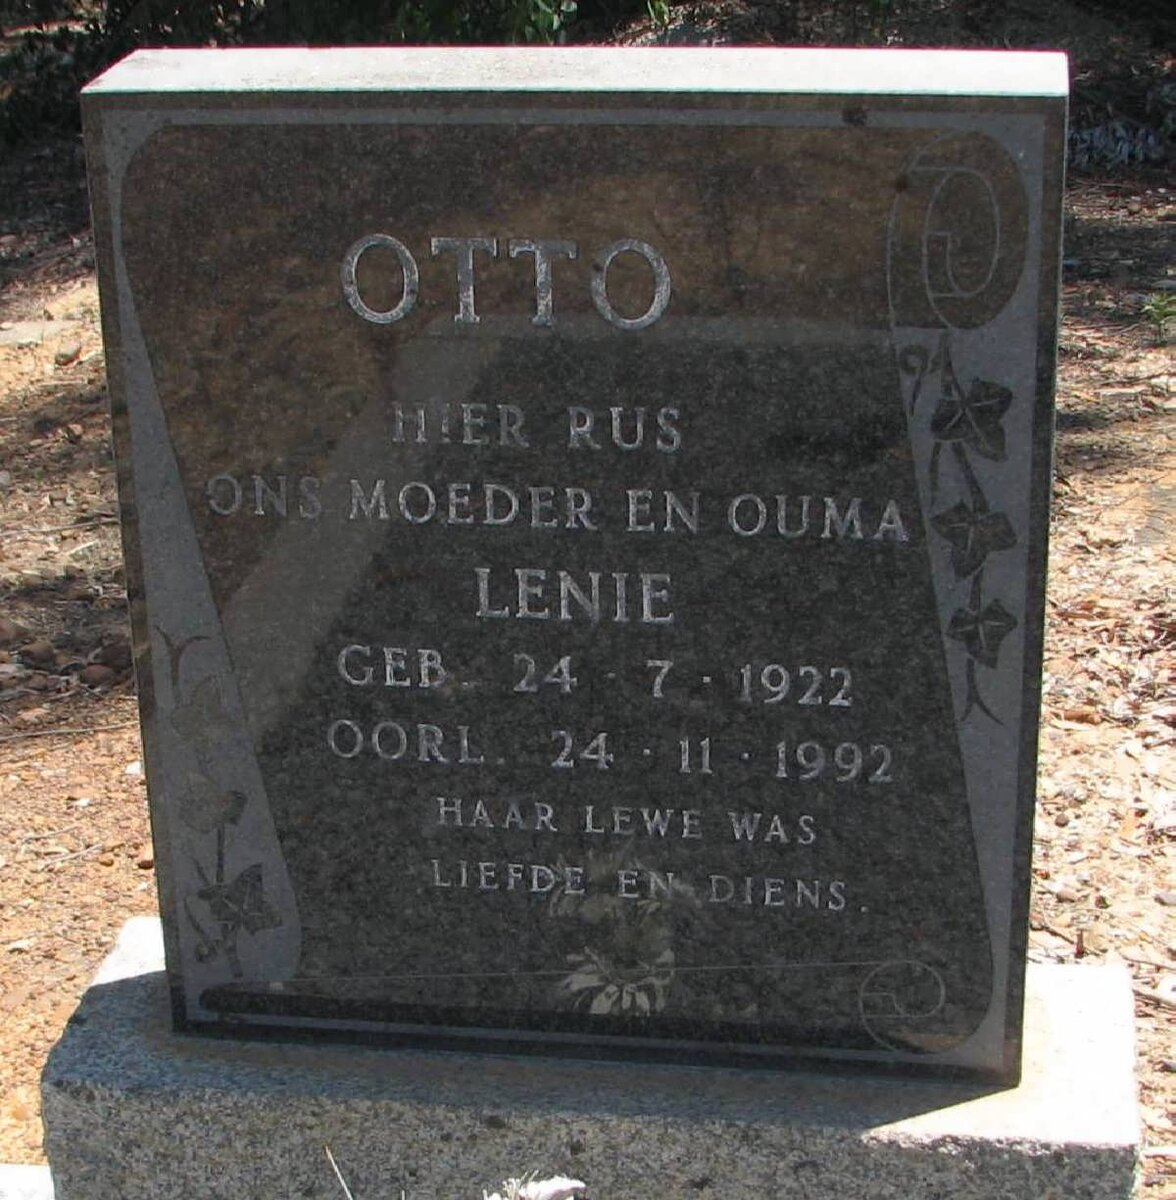 OTTO
HIER RUS
ONS MOEDER EN OUMA
LENIE
GEB. 24 · 7 · 1922
OORL. 24 · 11 · 1992
HAAR LEWE WAS
LIEFDE EN DIENS.